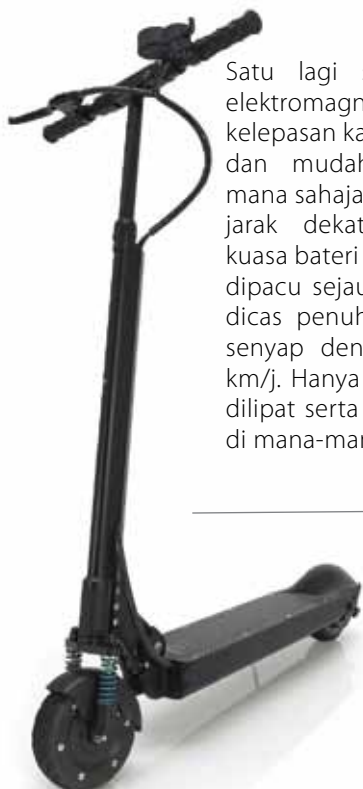 Satu lagi
elektromagn
kelepasan ka
dan mudah
mana sahaja
jarak dekat
kuasa bateri
dipacu sejau
dicas penuh
senyap den
km/j. Hanya
dilipat serta
di mana-mar